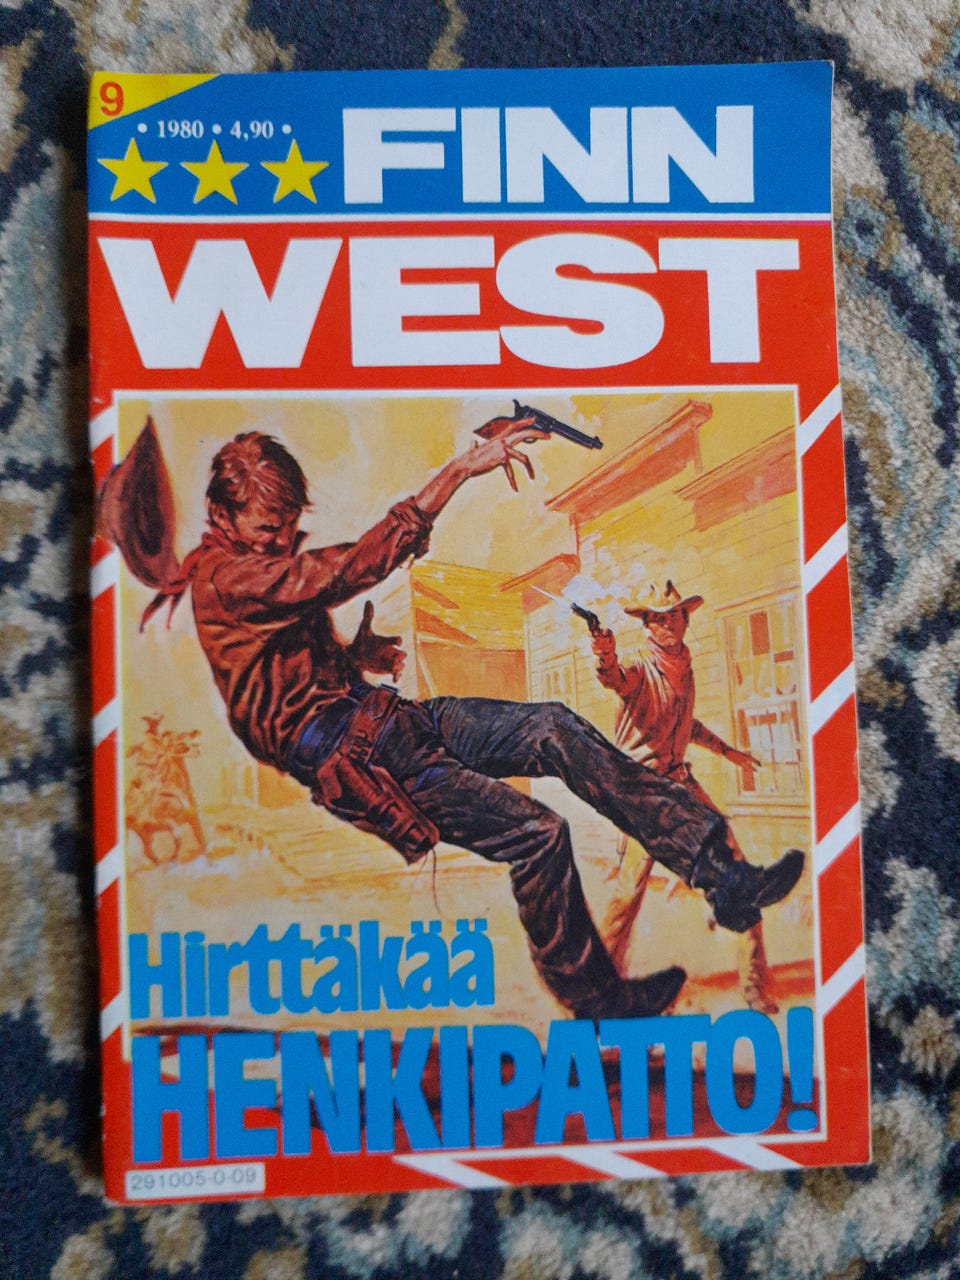 9
• 1980 • 4,90 •
FINN
WEST
Hirttäkää
HENKIPATTO!
291005-0-09